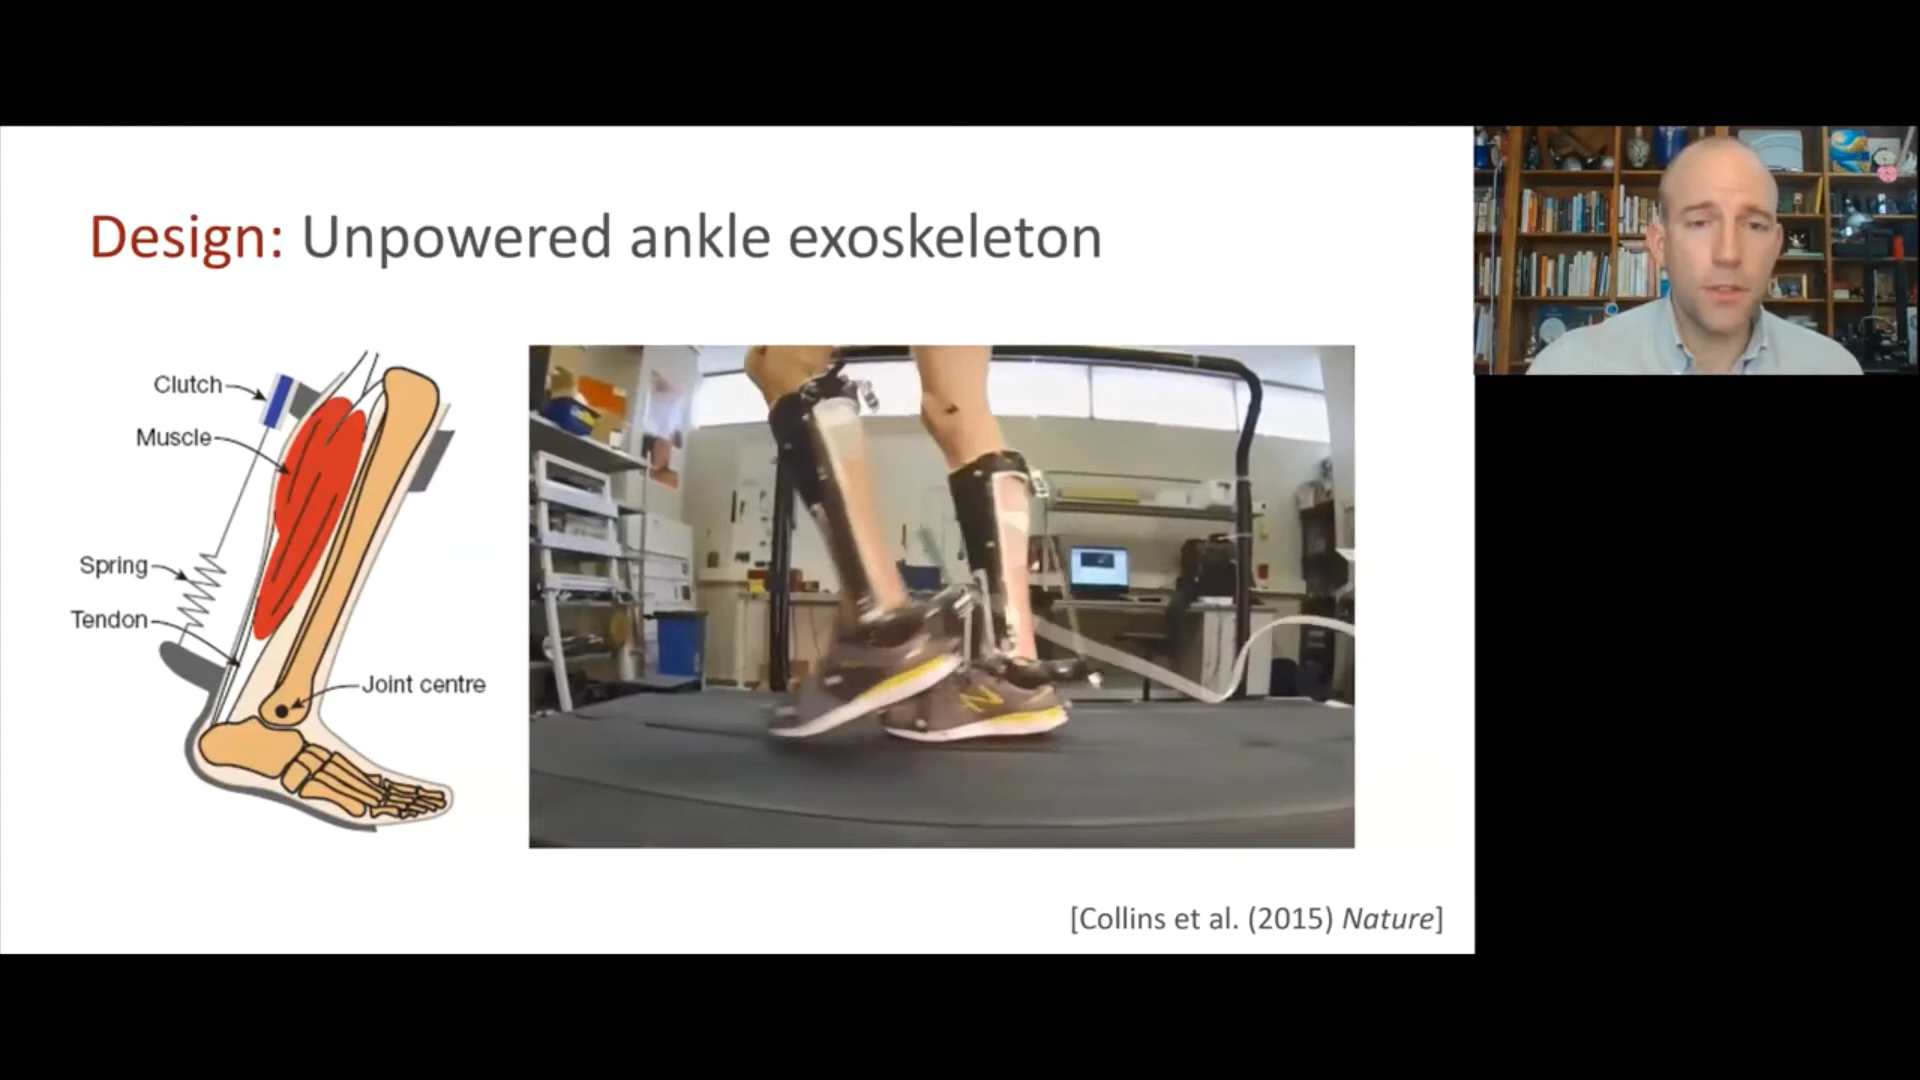 Design: Unpowered ankle exoskeleton
Clutch
Muscle
Spring
Tendon
Joint centre
[Collins et al. (2015) Nature]